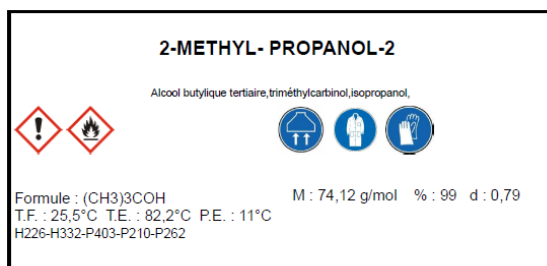 2-METHYL- PROPANOL-2
Alcool butylique tertiaire,triméthylcarbinol,isopropanol,
Formule : (CH3)3COH
M : 74,12 g/mol % : 99 d : 0,79
T.F. : 25,5°C T.E. : 82,2°C P.E. : 11°C
H226-H332-P403-P210-P262